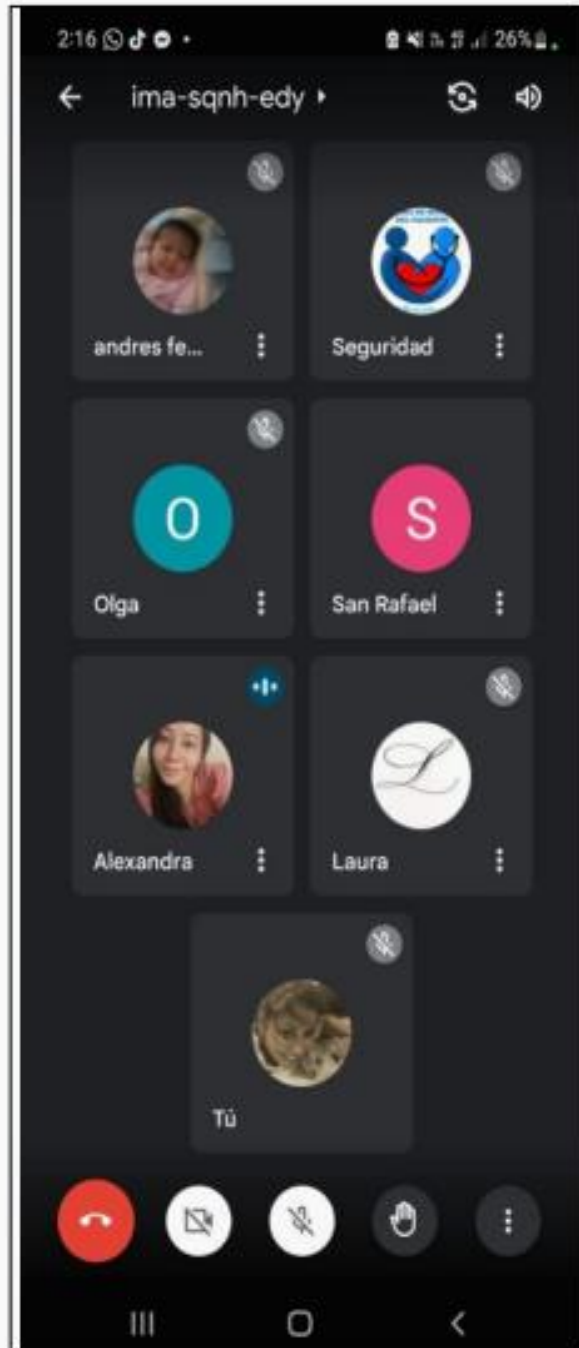 2:16 26%
ima-sqnh-edy
andres fe...
Seguridad
O
Olga
S
San Rafael
Alexandra
L
Laura
Tú